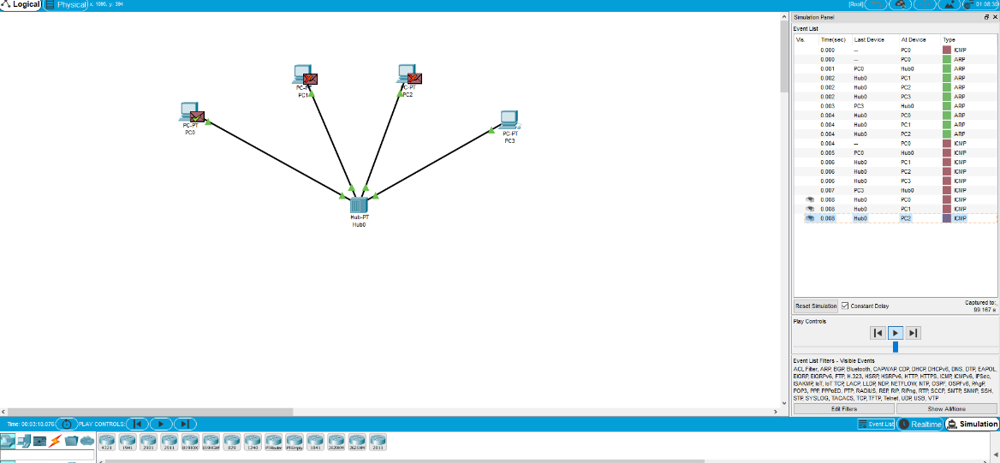 Logical Physical x: 1095, y: 394 [Root] 01:08:30
Simulation Panel
Event List
Vis. Time(sec) Last Device At Device Type
0.000 -- PC0 ICMP
0.000 -- PC0 ARP
0.001 PC0 Hub0 ARP
0.002 Hub0 PC1 ARP
0.002 Hub0 PC2 ARP
0.002 Hub0 PC3 ARP
0.003 PC3 Hub0 ARP
0.004 Hub0 PC0 ARP
0.004 Hub0 PC1 ARP
0.004 Hub0 PC2 ARP
0.004 -- PC0 ICMP
0.005 PC0 Hub0 ICMP
0.006 Hub0 PC1 ICMP
0.006 Hub0 PC2 ICMP
0.006 Hub0 PC3 ICMP
0.007 PC3 Hub0 ICMP
0.008 Hub0 PC0 ICMP
0.008 Hub0 PC1 ICMP
0.008 Hub0 PC2 ICMP
PC-PT
PC1
PC-PT
PC2
PC-PT
PC0
PC-PT
PC3
Hub-PT
Hub0
Reset Simulation Constant Delay Captured to:
99.167 s
Play Controls
Event List Filters - Visible Events
ACL Filter, ARP, BGP, Bluetooth, CAPWAP, CDP, DHCP, DHCPv6, DNS, DTP, EAPOL,
EIGRP, EIGRPv6, FTP, H.323, HSRP, HSRPv6, HTTP, HTTPS, ICMP, ICMPv6, IPSec,
ISAKMP, IoT, IoT TCP, LACP, LLDP, NDP, NETFLOW, NTP, OSPF, OSPFv6, PAgP,
POP3, PPP, PPPoED, PTP, RADIUS, REP, RIP, RIPng, RTP, SCCP, SMTP, SNMP, SSH,
STP, SYSLOG, TACACS, TCP, TFTP, Telnet, UDP, USB, VTP
Edit Filters Show All/None
Time: 00:03:10.076 PLAY CONTROLS: Event List Realtime Simulation
4321 1941 2901 2911 819IOX 819HGW 829 1240 PT-Router PT-Empty 1841 2620XM 2621XM 2811